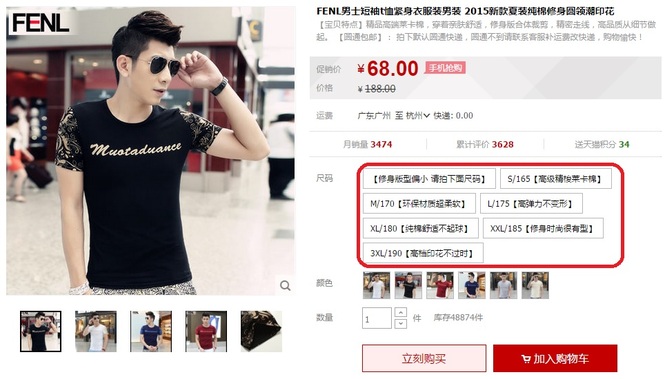 FENL
Muotaduance
FENL男士短袖t恤紧身衣服装男装 2015新款夏装纯棉修身圆领潮印花
【宝贝特点】精品高端莱卡棉，穿着亲肤舒适，修身版合体裁剪，精密走线，高品质从细节做
起。【圆通包邮】：拍下默认圆通快递，圆通不到请联系客服补运费改快递，购物愉快！
促销价 ¥68.00 手机抢购
价格 ¥188.00
运费 广东广州 至 杭州 快递: 0.00
月销量 3474 累计评价 3628 送天猫积分 34
尺码 【修身版型偏小 请拍下面尺码】 S/165【高级精梭莱卡棉】
M/170【环保材质超柔软】 L/175【高弹力不变形】
XL/180【纯棉舒适不起球】 XXL/185【修身时尚很有型】
3XL/190【高档印花不过时】
颜色
数量 1 件 库存48874件
立刻购买 加入购物车